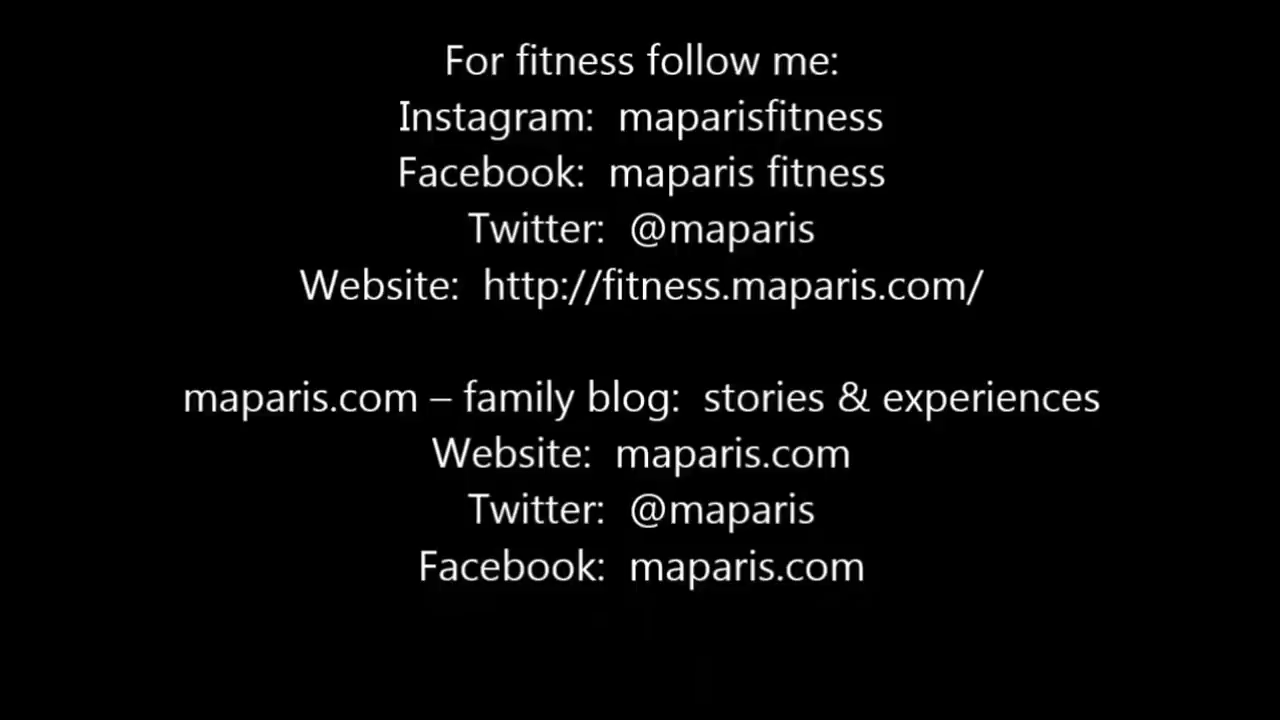 For fitness follow me:
Instagram:  maparisfitness
Facebook:  maparis fitness
Twitter:  @maparis
Website:  http://fitness.maparis.com/
maparis.com – family blog:  stories & experiences
Website:  maparis.com
Twitter:  @maparis
Facebook:  maparis.com